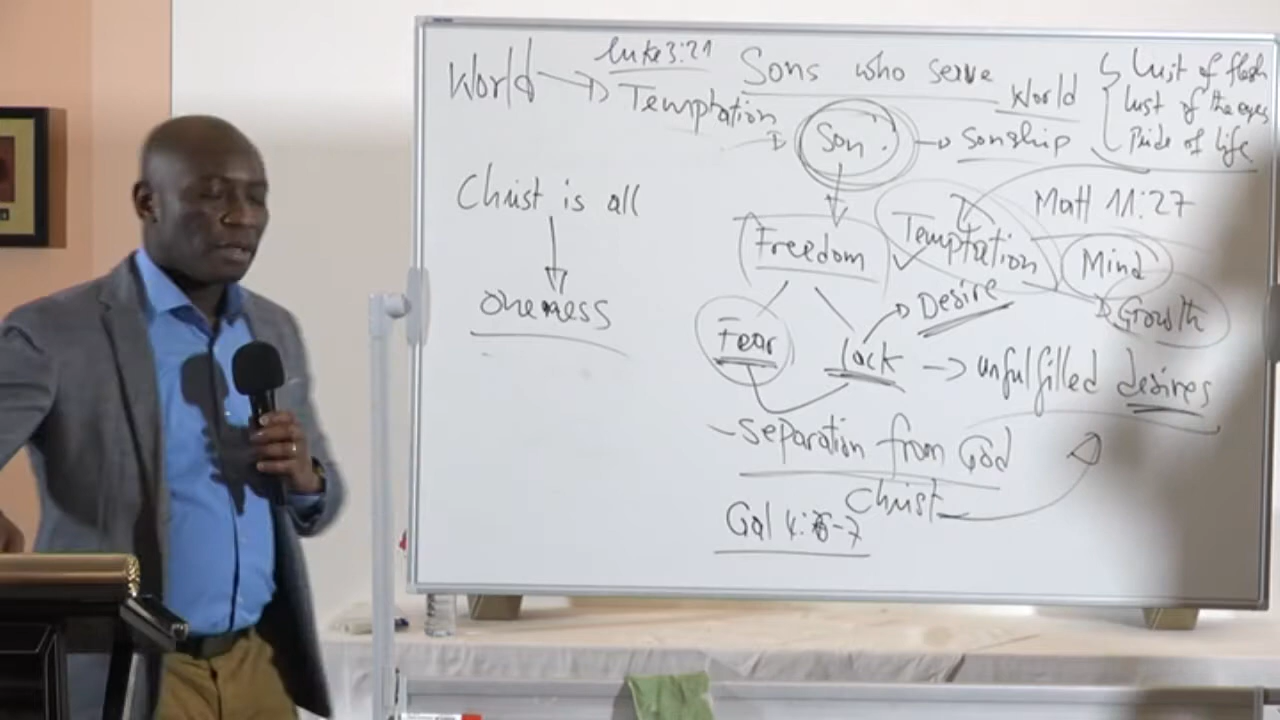 Luke 3:21
World → Temptation
Sons who serve
World
Lust of flesh
Lust of the eyes
Pride of life
Son → Sonship
Christ is all
oneness
Matt 11:27
Freedom
Temptation
Mind
Growth
Fear
Lack → Desire
→ unfulfilled desires
- separation from God
Christ
Gal 4:6-7